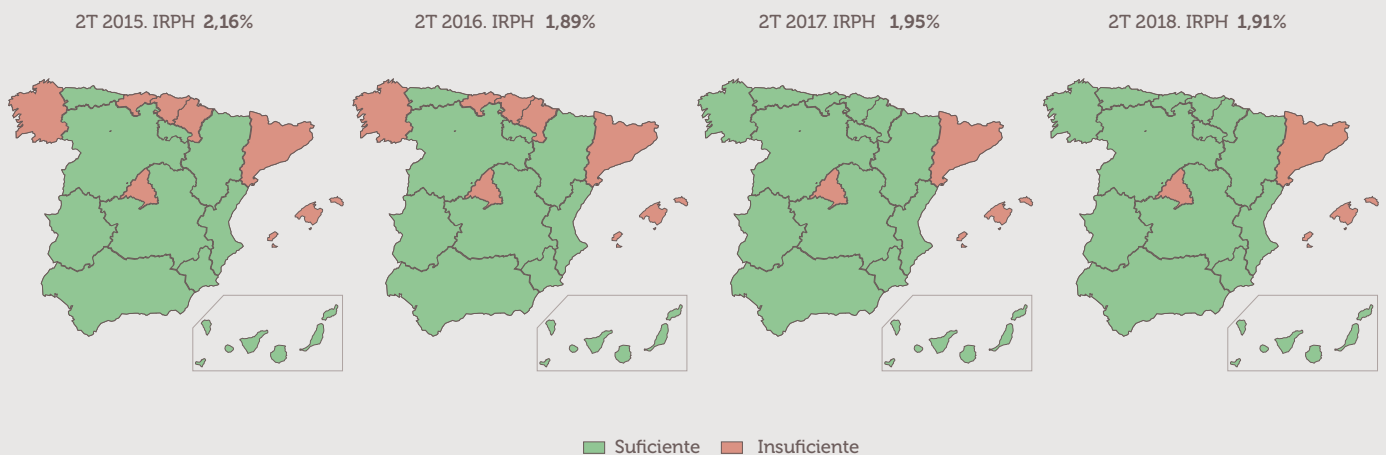 2T 2015. IRPH 2,16%
2T 2016. IRPH 1,89%
2T 2017. IRPH 1,95%
2T 2018. IRPH 1,91%
Suficiente
Insuficiente